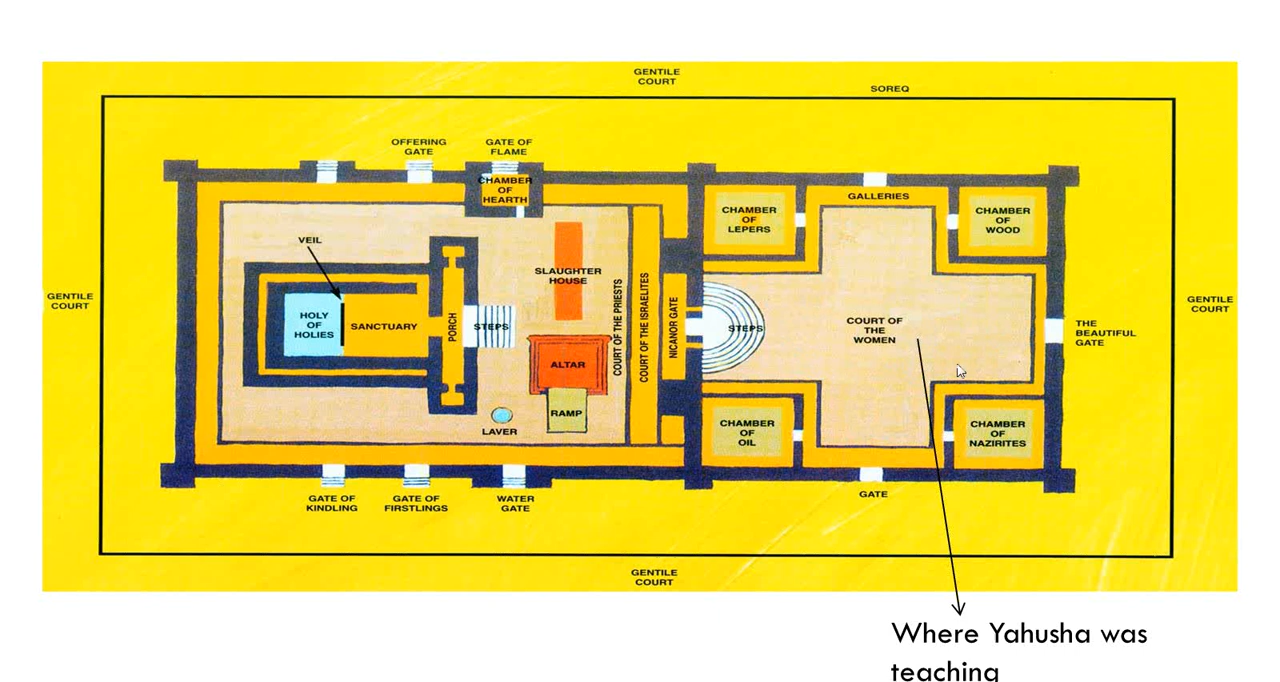 GENTILE
COURT
SOREQ
OFFERING
GATE
GATE OF
FLAME
CHAMBER
OF
HEARTH
GALLERIES
CHAMBER
OF
LEPERS
CHAMBER
OF
WOOD
VEIL
SLAUGHTER
HOUSE
GENTILE
COURT
HOLY
OF
HOLIES
SANCTUARY
PORCH
STEPS
COURT OF THE PRIESTS
COURT OF THE ISRAELITES
NICANOR GATE
STEPS
COURT OF
THE
WOMEN
THE
BEAUTIFUL
GATE
GENTILE
COURT
ALTAR
RAMP
LAVER
CHAMBER
OF
OIL
CHAMBER
OF
NAZIRITES
GATE OF
KINDLING
GATE OF
FIRSTLINGS
WATER
GATE
GATE
GENTILE
COURT
Where Yahusha was
teaching